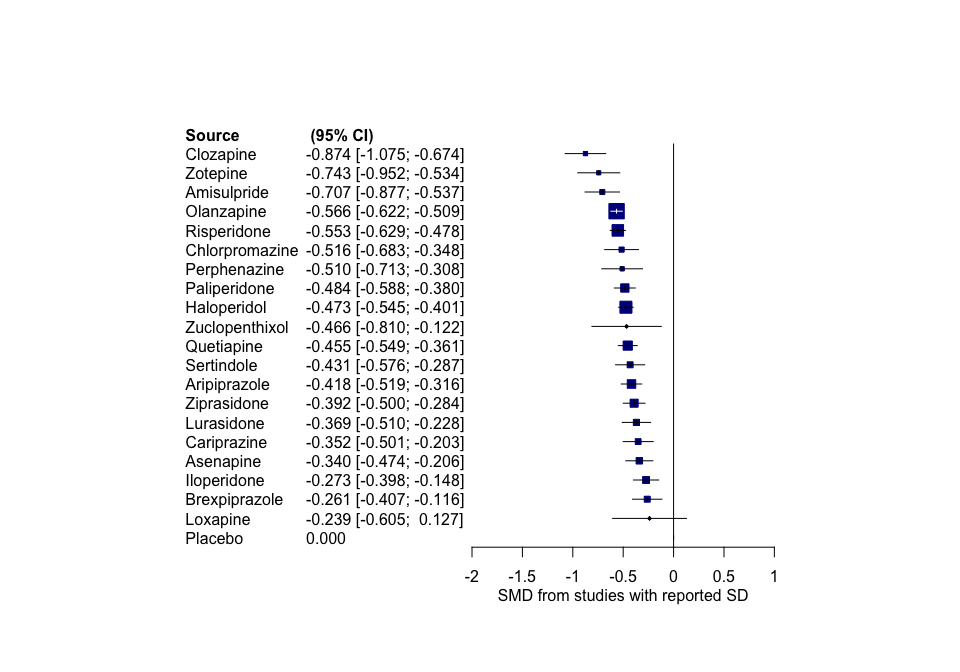 Source (95% CI)
Clozapine -0.874 [-1.075; -0.674]
Zotepine -0.743 [-0.952; -0.534]
Amisulpride -0.707 [-0.877; -0.537]
Olanzapine -0.566 [-0.622; -0.509]
Risperidone -0.553 [-0.629; -0.478]
Chlorpromazine -0.516 [-0.683; -0.348]
Perphenazine -0.510 [-0.713; -0.308]
Paliperidone -0.484 [-0.588; -0.380]
Haloperidol -0.473 [-0.545; -0.401]
Zuclopenthixol -0.466 [-0.810; -0.122]
Quetiapine -0.455 [-0.549; -0.361]
Sertindole -0.431 [-0.576; -0.287]
Aripiprazole -0.418 [-0.519; -0.316]
Ziprasidone -0.392 [-0.500; -0.284]
Lurasidone -0.369 [-0.510; -0.228]
Cariprazine -0.352 [-0.501; -0.203]
Asenapine -0.340 [-0.474; -0.206]
Iloperidone -0.273 [-0.398; -0.148]
Brexpiprazole -0.261 [-0.407; -0.116]
Loxapine -0.239 [-0.605; 0.127]
Placebo 0.000
-2 -1.5 -1 -0.5 0 0.5 1
SMD from studies with reported SD